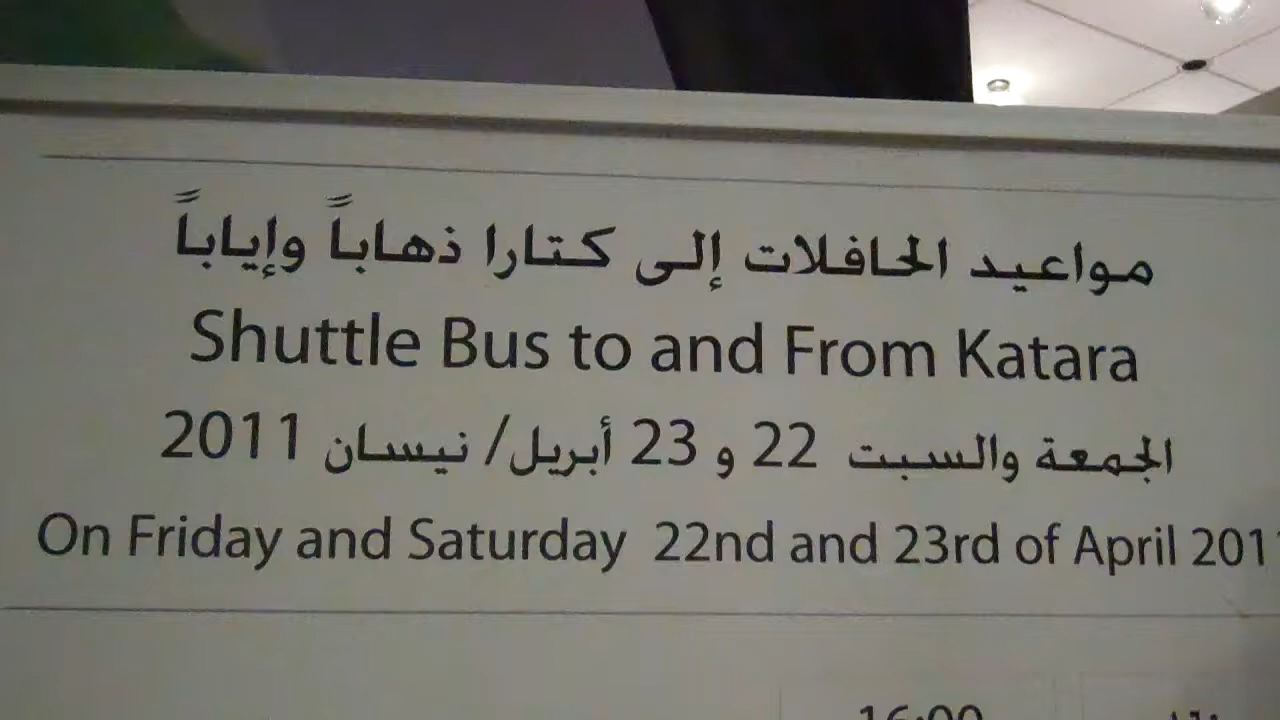 مواعيد الحافلات إلى كتارا ذهاباً وإياباً
Shuttle Bus to and From Katara
الجمعة والسبت 22 و 23 أبريل/ نيسان 2011
On Friday and Saturday 22nd and 23rd of April 201
16:00